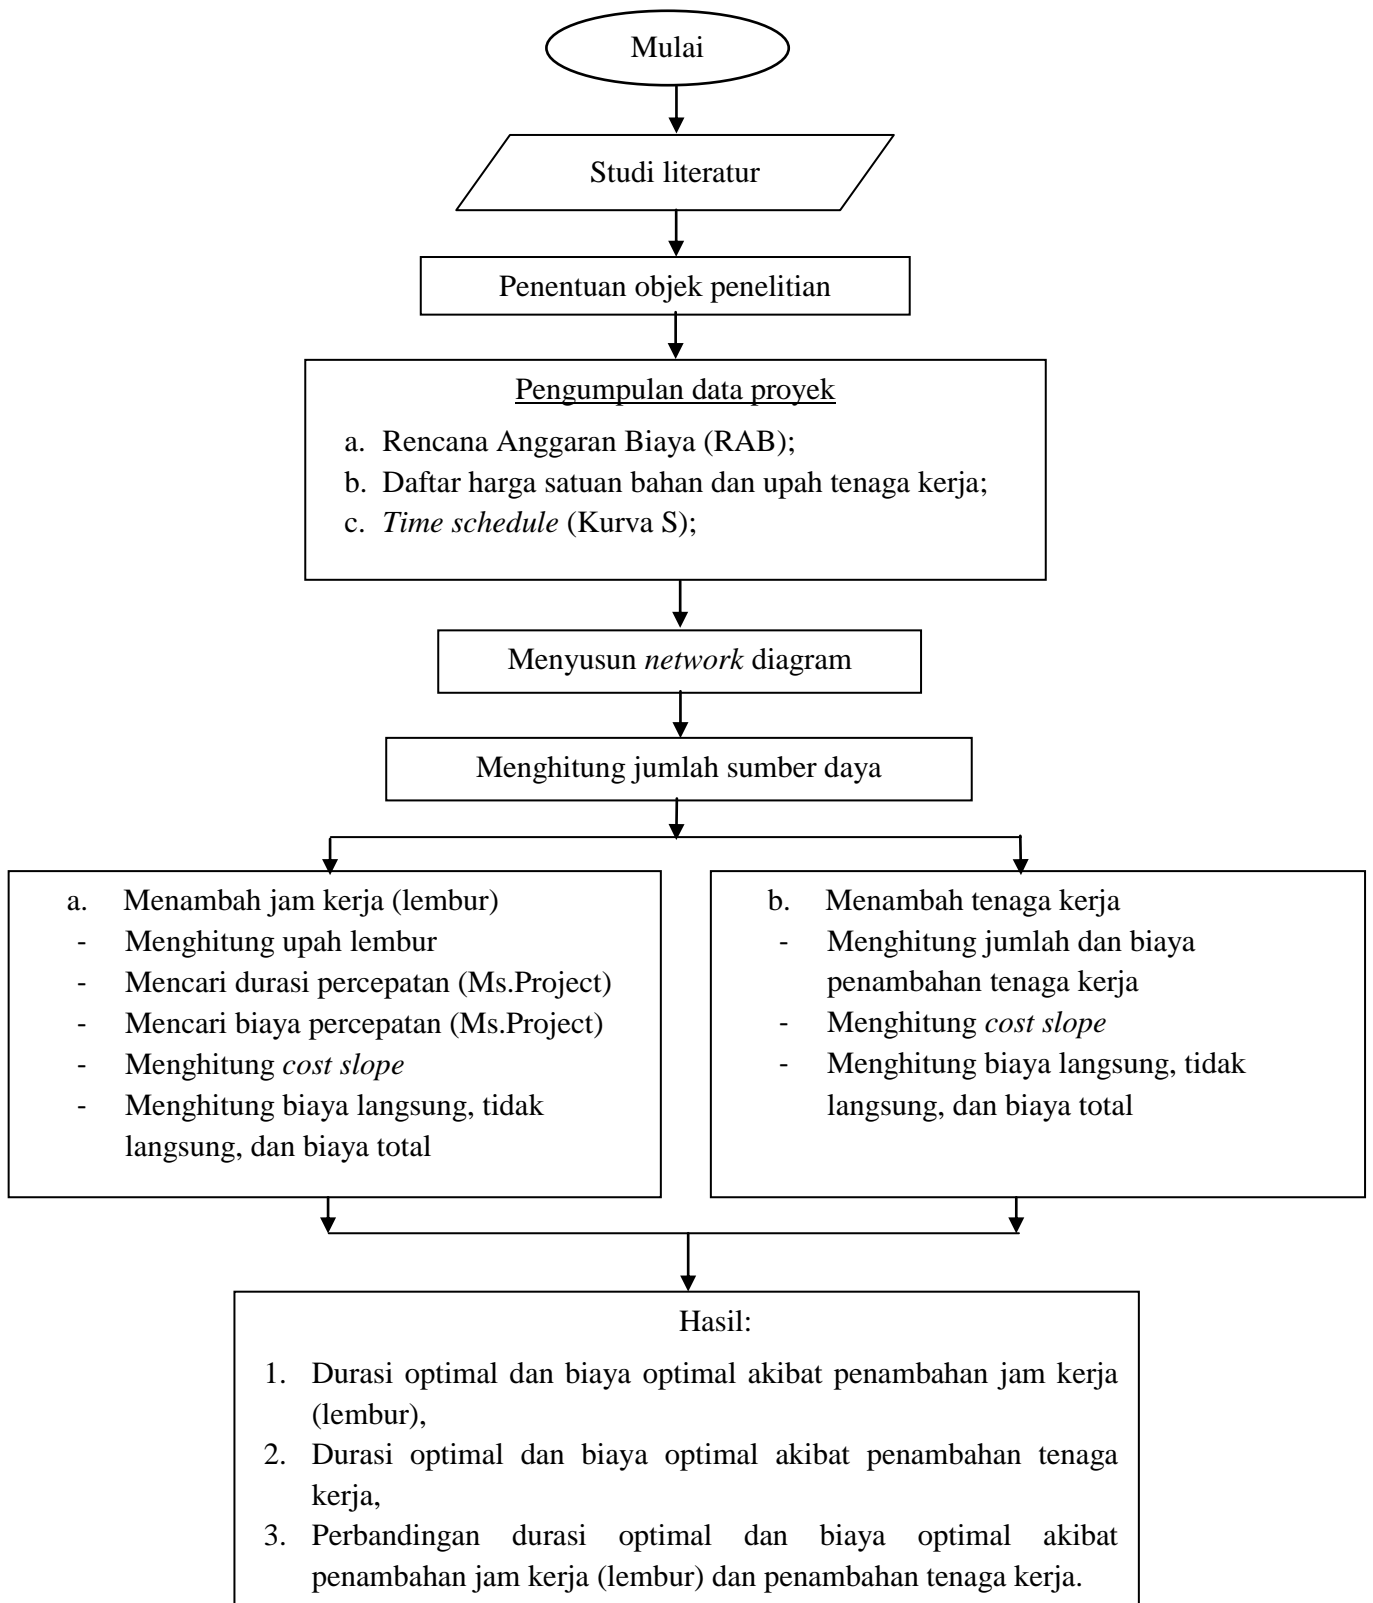 Mulai
Studi literatur
Penentuan objek penelitian
Pengumpulan data proyek
a. Rencana Anggaran Biaya (RAB);
b. Daftar harga satuan bahan dan upah tenaga kerja;
c. Time schedule (Kurva S);
Menyusun network diagram
Menghitung jumlah sumber daya
a. Menambah jam kerja (lembur)
- Menghitung upah lembur
- Mencari durasi percepatan (Ms.Project)
- Mencari biaya percepatan (Ms.Project)
- Menghitung cost slope
- Menghitung biaya langsung, tidak
langsung, dan biaya total
b. Menambah tenaga kerja
- Menghitung jumlah dan biaya
penambahan tenaga kerja
- Menghitung cost slope
- Menghitung biaya langsung, tidak
langsung, dan biaya total
Hasil:
1. Durasi optimal dan biaya optimal akibat penambahan jam kerja
(lembur),
2. Durasi optimal dan biaya optimal akibat penambahan tenaga
kerja,
3. Perbandingan durasi optimal dan biaya optimal akibat
penambahan jam kerja (lembur) dan penambahan tenaga kerja.